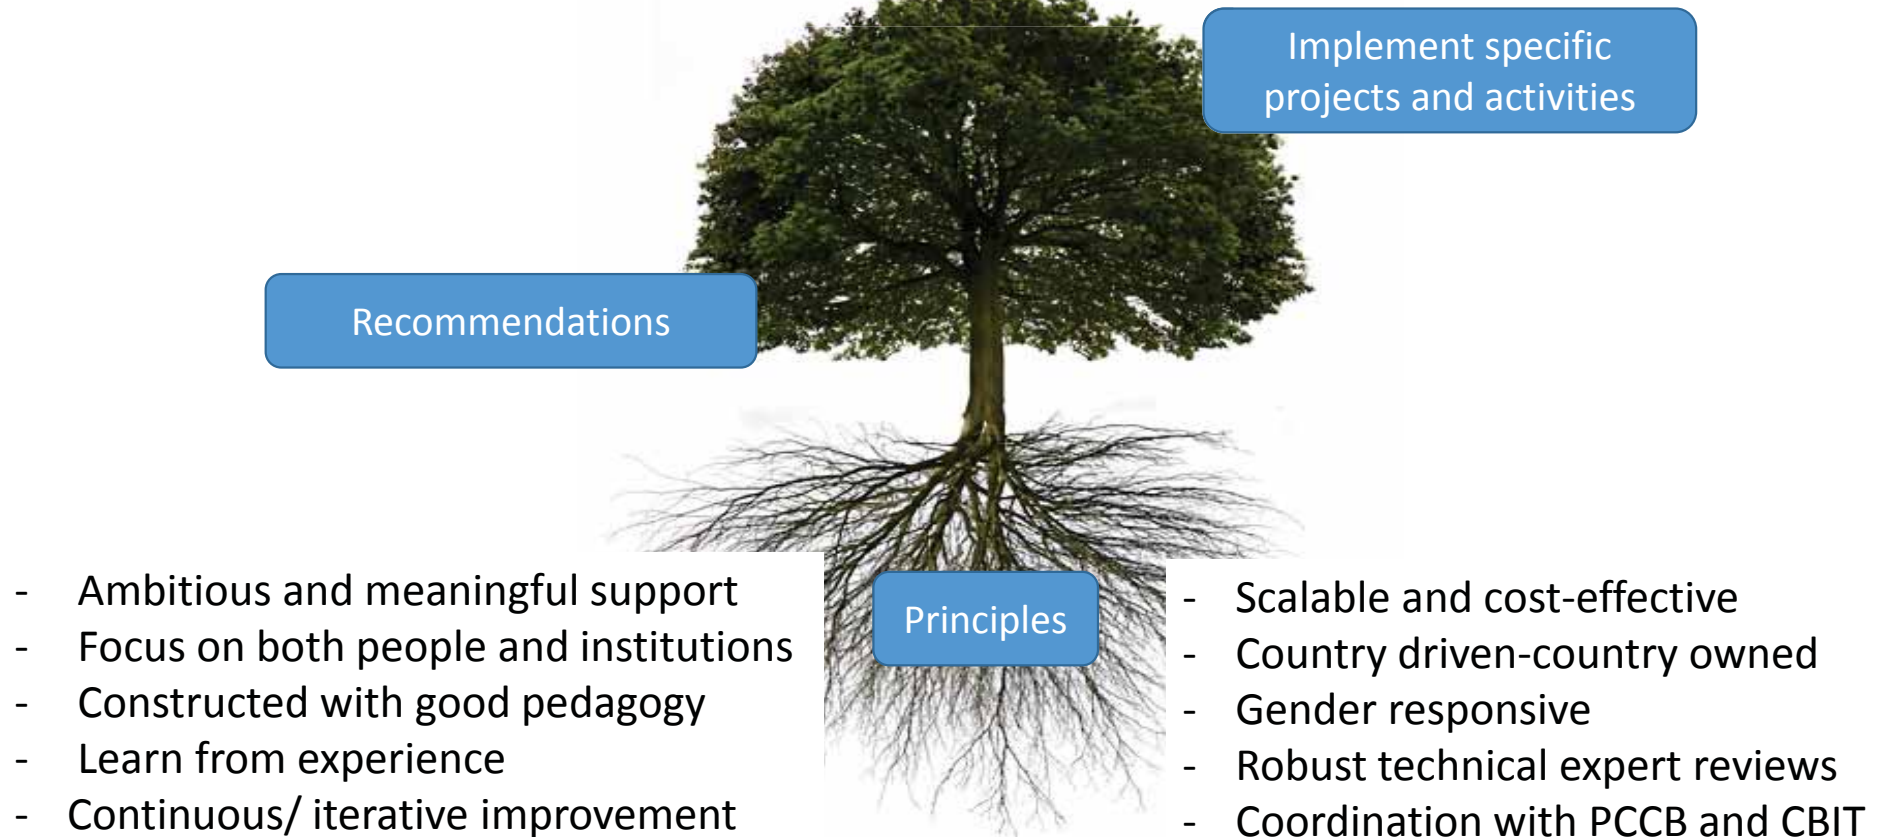 Implement specific
projects and activities
Recommendations
- Ambitious and meaningful support
- Focus on both people and institutions
- Constructed with good pedagogy
- Learn from experience
- Continuous/ iterative improvement
Principles
- Scalable and cost-effective
- Country driven-country owned
- Gender responsive
- Robust technical expert reviews
- Coordination with PCCB and CBIT